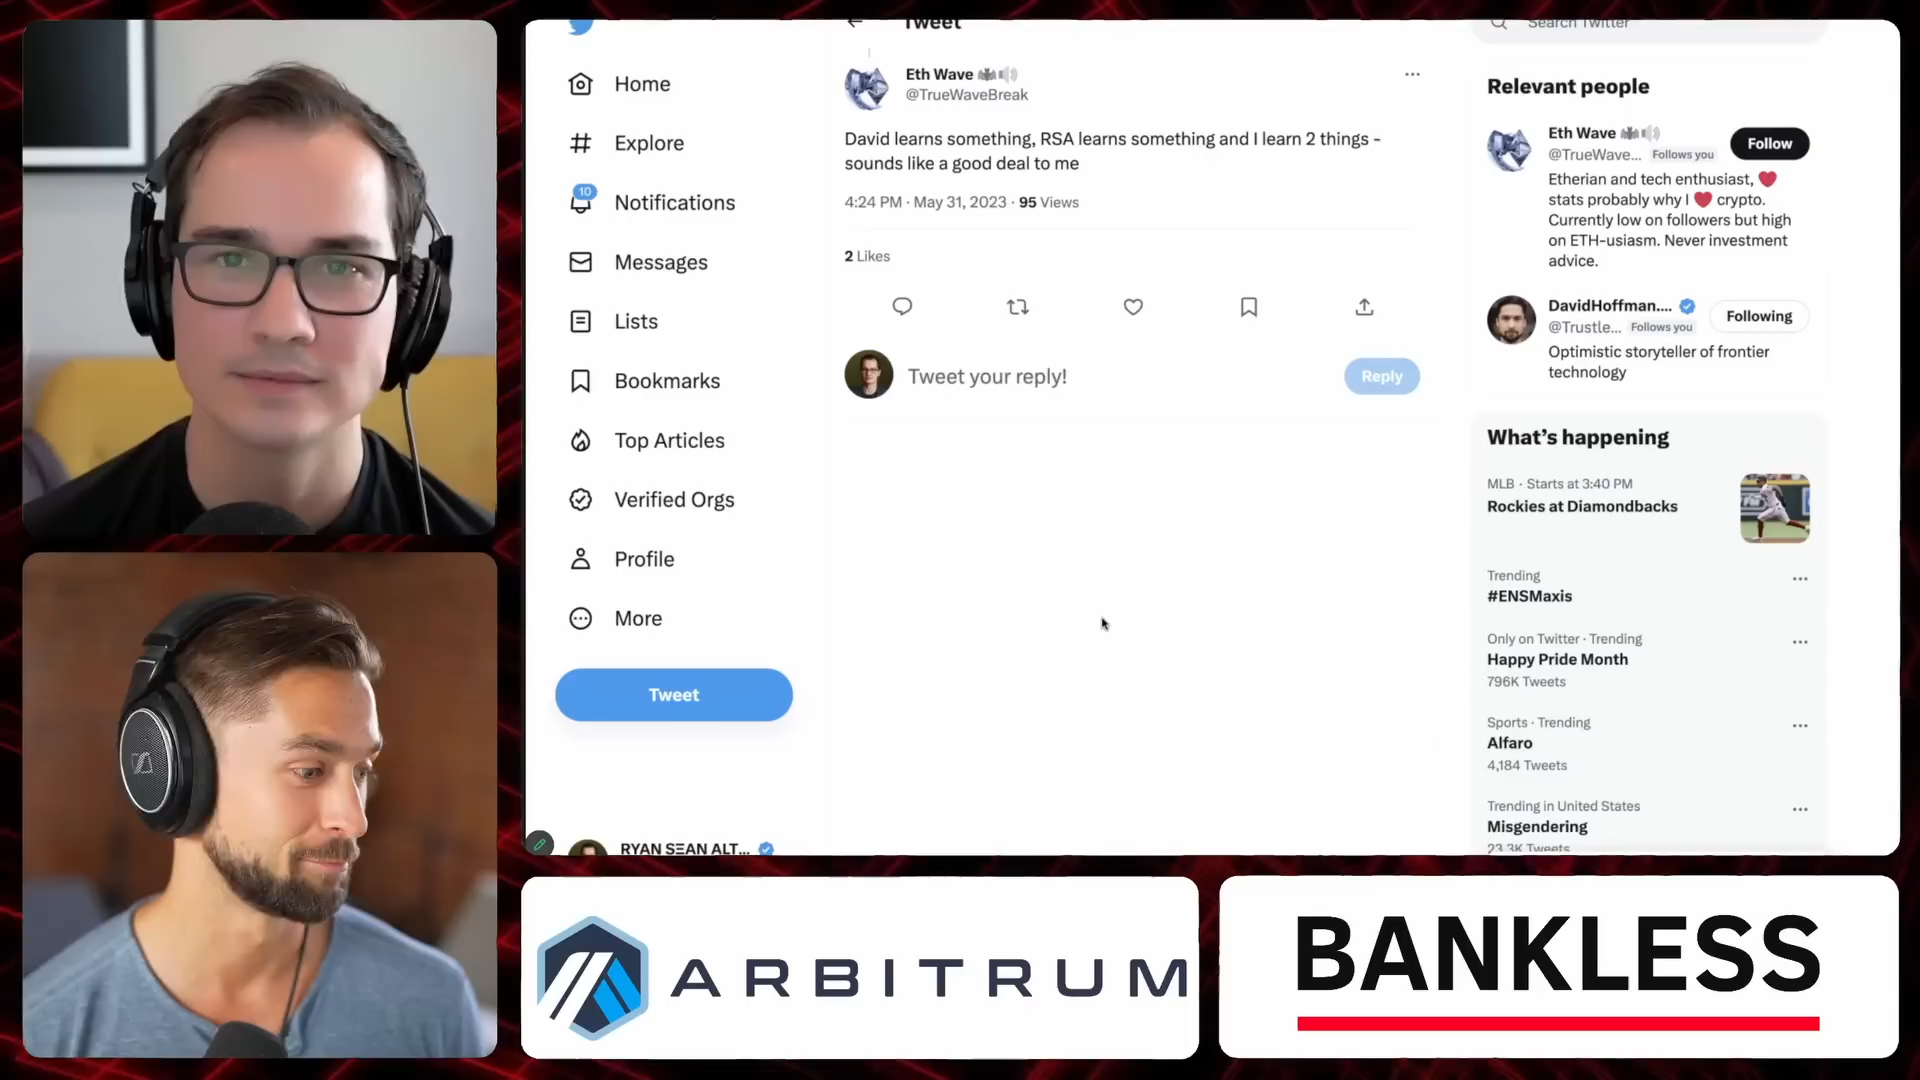 Tweet
Search Twitter
Home
Explore
10
Notifications
Messages
Lists
Bookmarks
Top Articles
Verified Orgs
Profile
More
Tweet
RYAN SΞAN ALT...
Eth Wave
@TrueWaveBreak
David learns something, RSA learns something and I learn 2 things -
sounds like a good deal to me
4:24 PM · May 31, 2023 · 95 Views
2 Likes
Tweet your reply!
Reply
Relevant people
Eth Wave
@TrueWave... Follows you
Follow
Etherian and tech enthusiast, ❤️
stats probably why I ❤️ crypto.
Currently low on followers but high
on ETH-usiasm. Never investment
advice.
DavidHoffman....
@Trustle... Follows you
Following
Optimistic storyteller of frontier
technology
What's happening
MLB · Starts at 3:40 PM
Rockies at Diamondbacks
Trending
#ENSMaxis
Only on Twitter · Trending
Happy Pride Month
796K Tweets
Sports · Trending
Alfaro
4,184 Tweets
Trending in United States
Misgendering
23.3K Tweets
ARBITRUM
BANKLESS